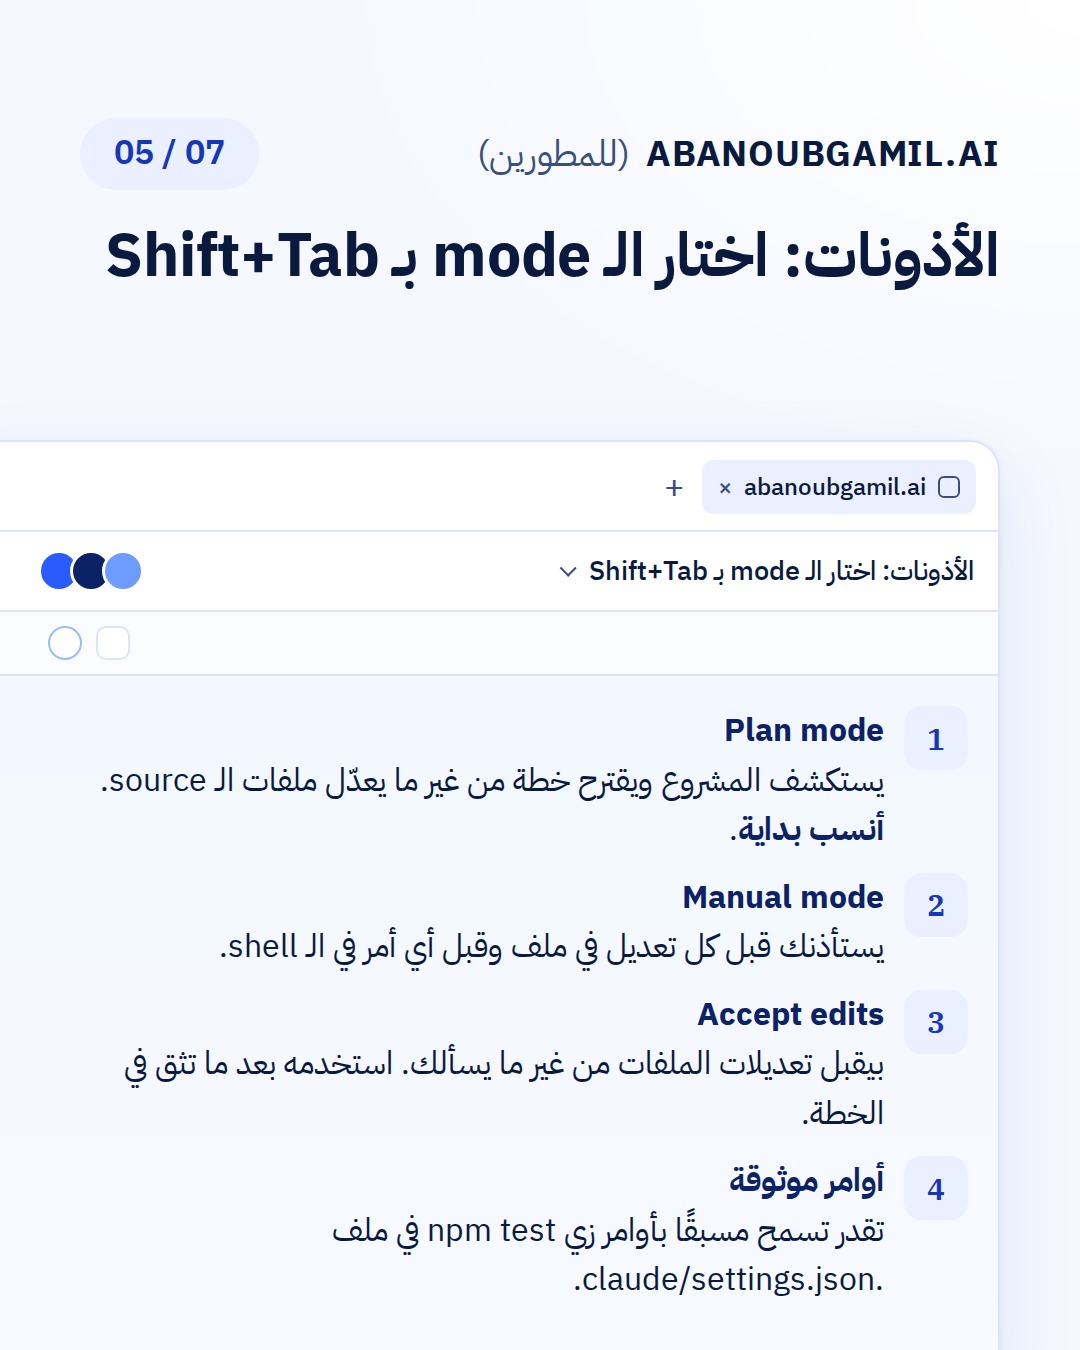 ABANOUBGAMIL.AI (للمطورين)
05 / 07
الأذونات: اختار الـ mode بـ Shift+Tab
abanoubgamil.ai × +
الأذونات: اختار الـ mode بـ Shift+Tab
1
Plan mode
يستكشف المشروع ويقترح خطة من غير ما يعدّل ملفات الـ source.
أنسب بداية.
2
Manual mode
يستأذنك قبل كل تعديل في ملف وقبل أي أمر في الـ shell.
3
Accept edits
بيقبل تعديلات الملفات من غير ما يسألك. استخدمه بعد ما تثق في
الخطة.
4
أوامر موثوقة
تقدر تسمح مسبقًا بأوامر زي npm test في ملف
.claude/settings.json.